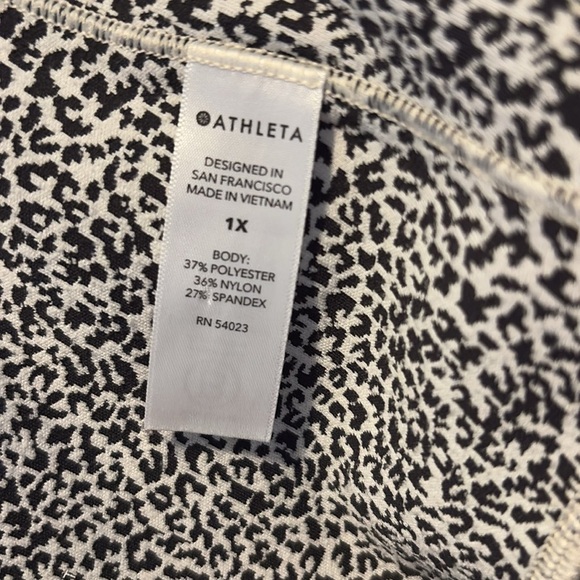 ATHLETA
DESIGNED IN
SAN FRANCISCO
MADE IN VIETNAM
1X
BODY:
37% POLYESTER
36% NYLON
27% SPANDEX
RN 54023